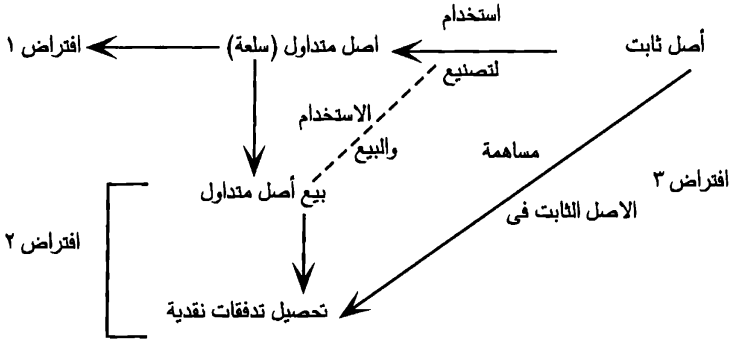 استخدام
أصل ثابت
لتصنيع
اصل متداول (سلعة)
افتراض ١
الاستخدام
والبيع
مساهمة
الاصل الثابت فى
افتراض ٣
بيع أصل متداول
افتراض ٢
تحصيل تدفقات نقدية